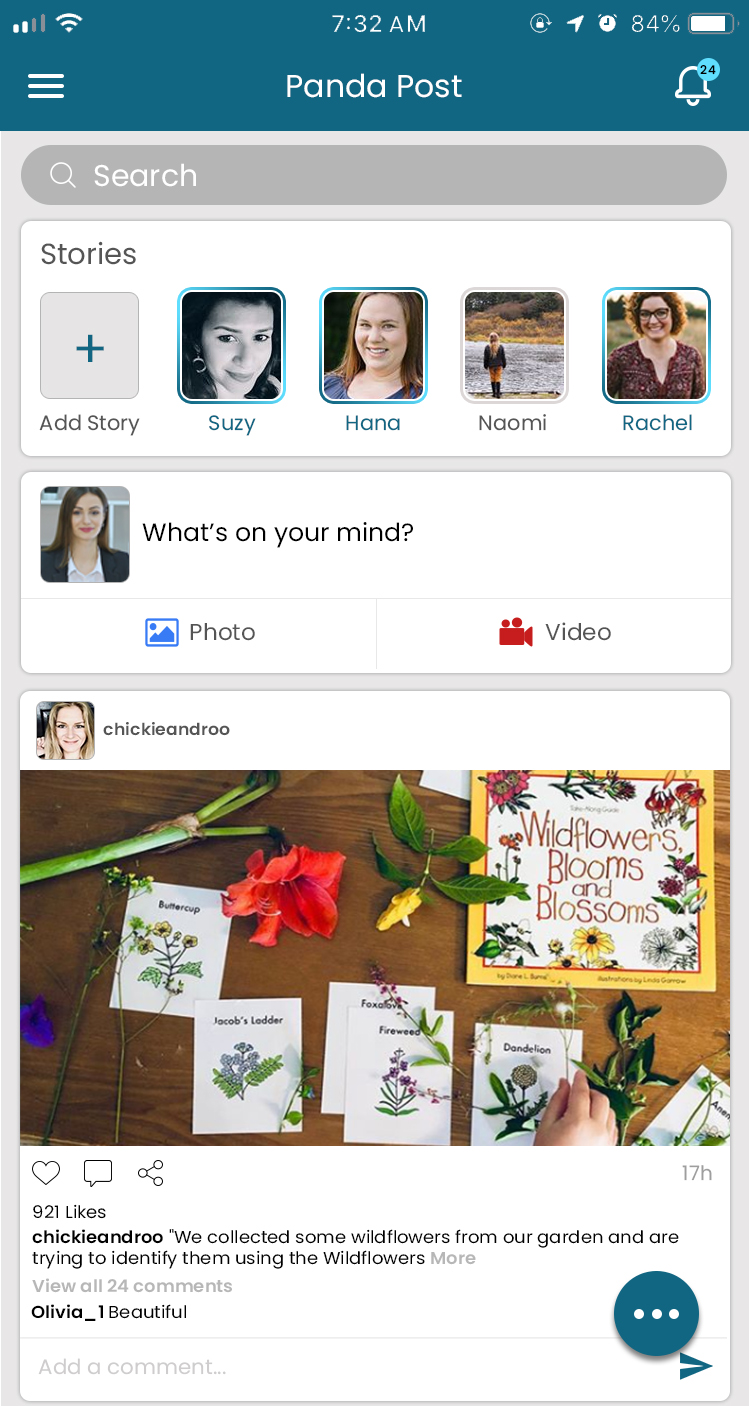 7:32 AM
84%
Panda Post
24
Search
Stories
+
Add Story
Suzy
Hana
Naomi
Rachel
What's on your mind?
Photo
Video
chickieandroo
Take-Along Guide
Wildflowers,
Blooms
and
Blossoms
by Diane L. Burns
illustrations by Linda Garrow
Buttercup
Jacob's Ladder
Foxglove
Fireweed
Dandelion
17h
921 Likes
chickieandroo "We collected some wildflowers from our garden and are
trying to identify them using the Wildflowers More
View all 24 comments
Olivia_1 Beautiful
Add a comment...